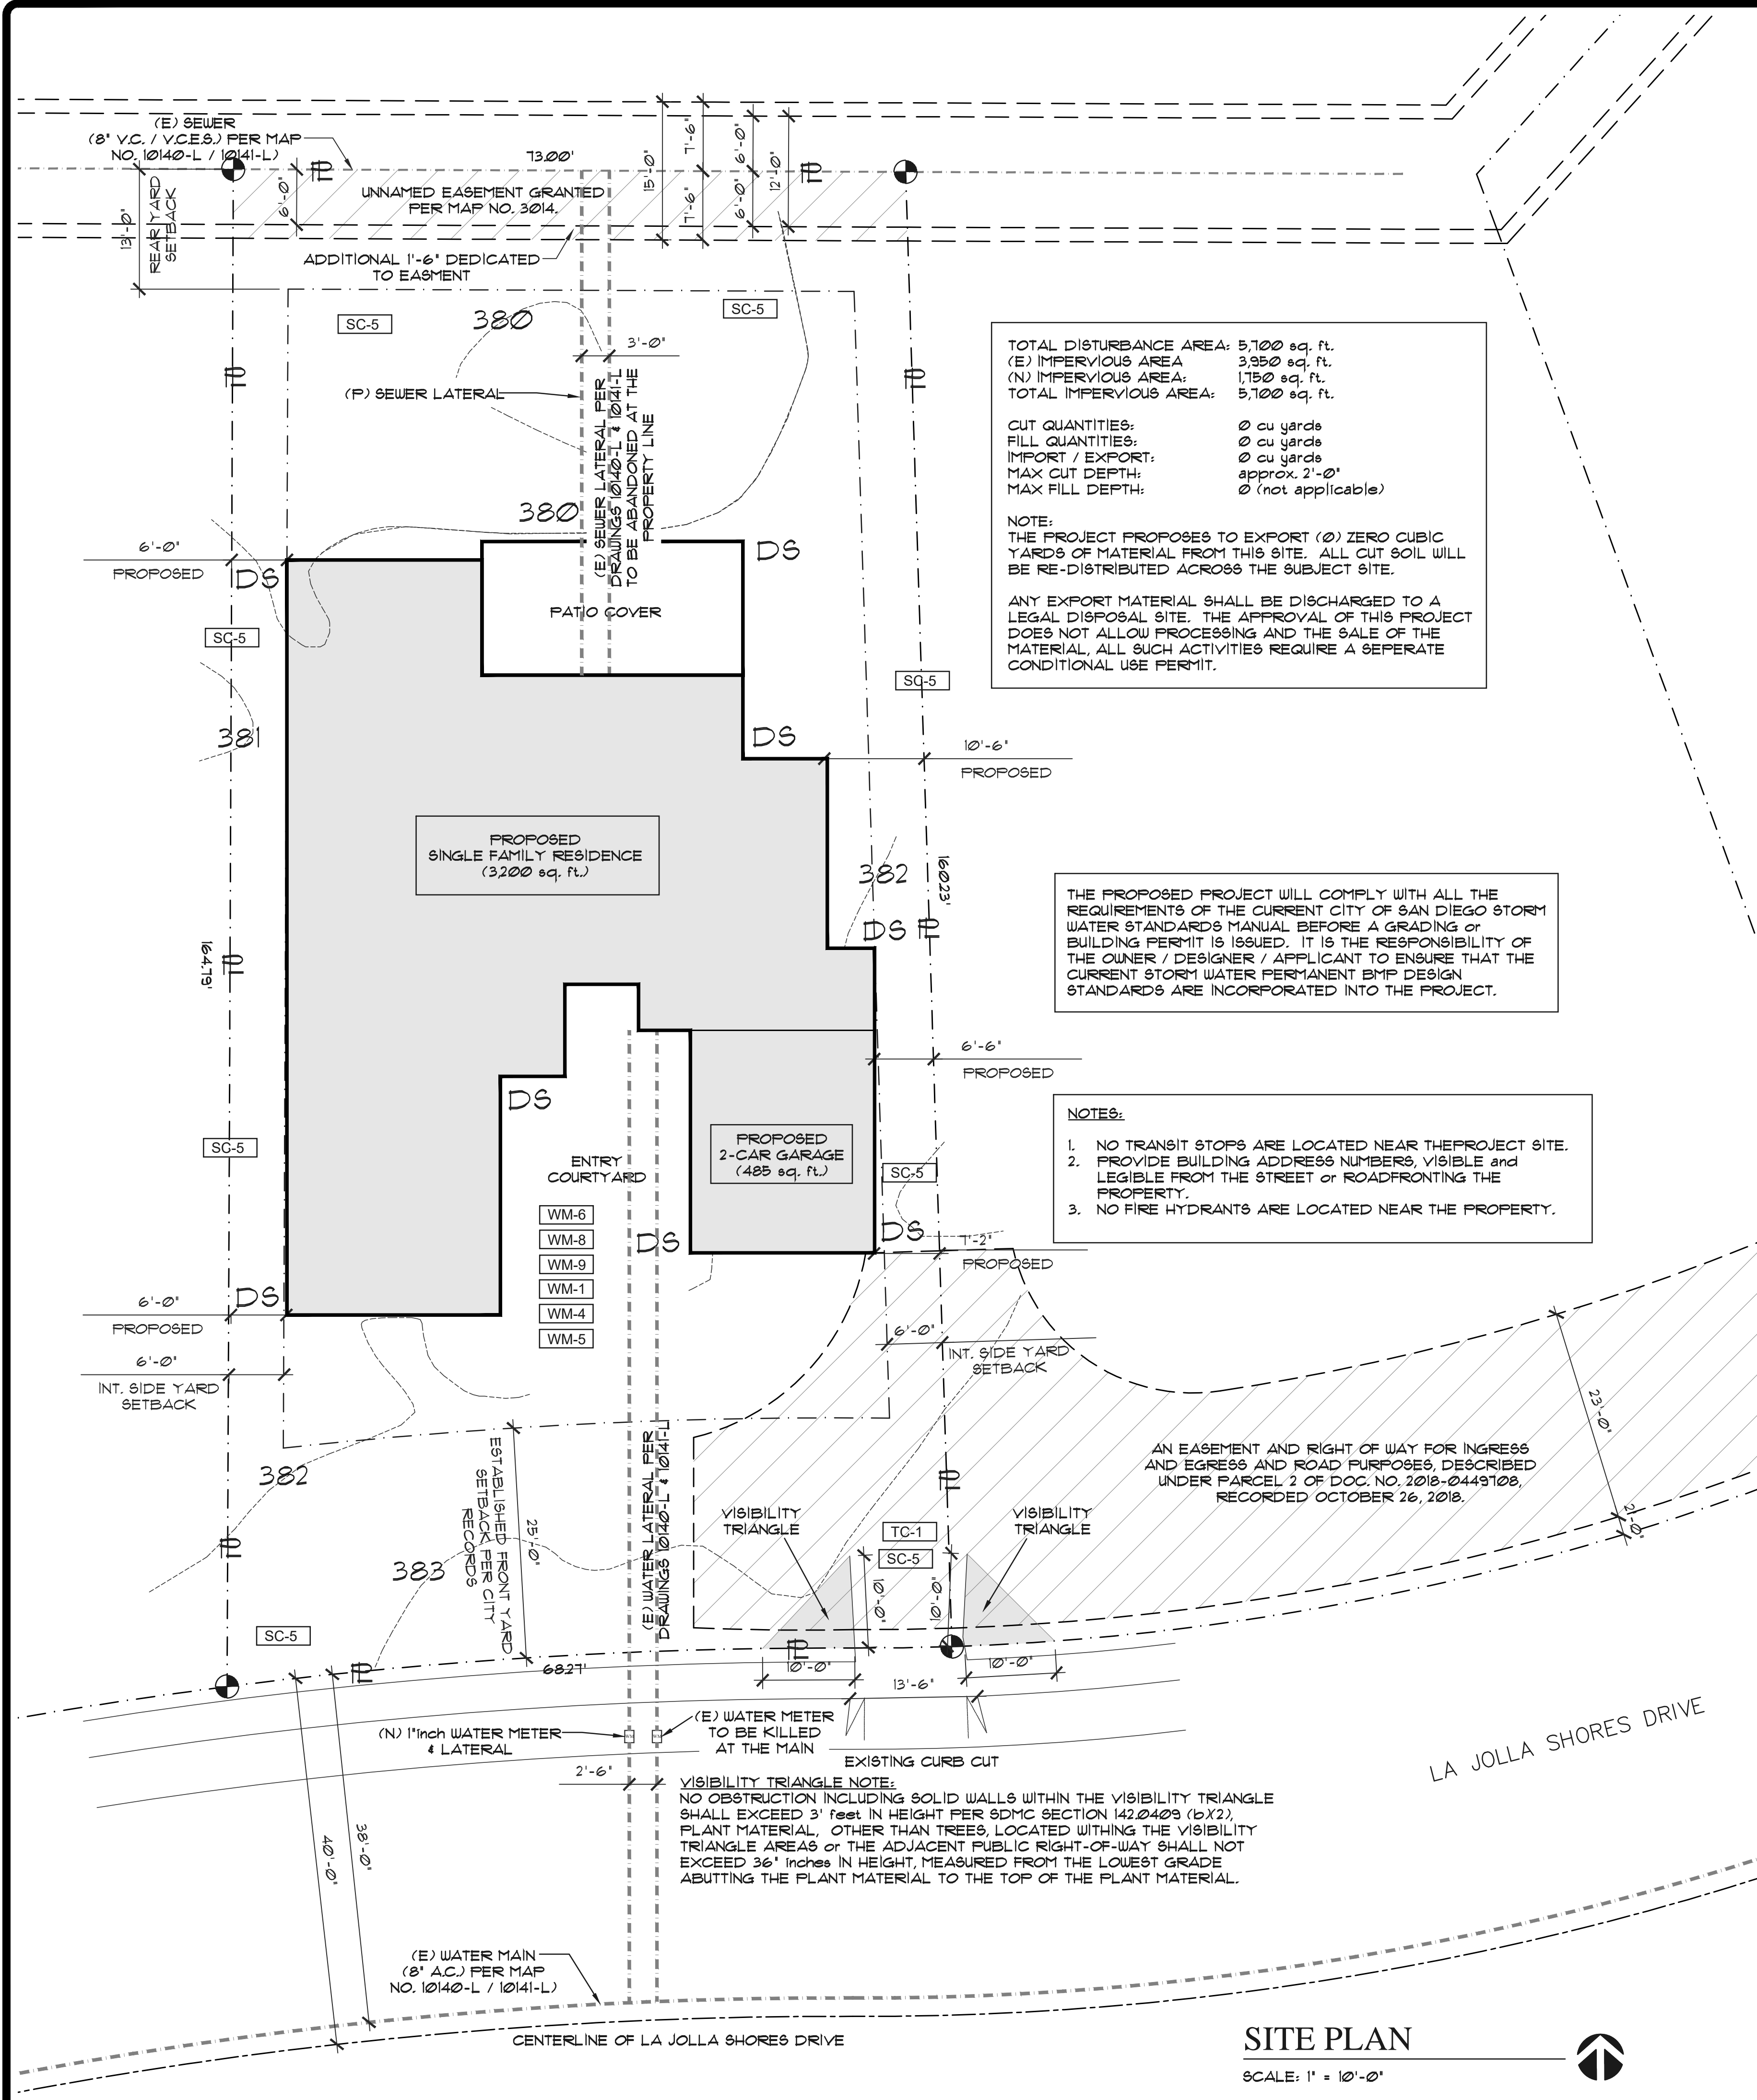 (E) SEWER
(8" V.C. / V.C.E.S.) PER MAP
NO. 10140-L / 10141-L)
73.00'
13'-0"
REAR YARD
SETBACK
6'-0"
UNNAMED EASEMENT GRANTED
PER MAP NO. 3014.
15'-0"
7'-6"
7'-6"
6'-0"
6'-0"
12'-0"
ADDITIONAL 1'-6" DEDICATED
TO EASMENT
SC-5
380
SC-5
3'-0"
(P) SEWER LATERAL
(E) SEWER LATERAL PER
DRAWINGS 10140-L & 10141-L
TO BE ABANDONED AT THE
PROPERTY LINE
TOTAL DISTURBANCE AREA: 5,700 sq. ft.
(E) IMPERVIOUS AREA 3,950 sq. ft.
(N) IMPERVIOUS AREA: 1,750 sq. ft.
TOTAL IMPERVIOUS AREA: 5,700 sq. ft.
CUT QUANTITIES: 0 cu yards
FILL QUANTITIES: 0 cu yards
IMPORT / EXPORT: 0 cu yards
MAX CUT DEPTH: approx. 2'-0"
MAX FILL DEPTH: 0 (not applicable)
NOTE:
THE PROJECT PROPOSES TO EXPORT (0) ZERO CUBIC
YARDS OF MATERIAL FROM THIS SITE. ALL CUT SOIL WILL
BE RE-DISTRIBUTED ACROSS THE SUBJECT SITE.
ANY EXPORT MATERIAL SHALL BE DISCHARGED TO A
LEGAL DISPOSAL SITE. THE APPROVAL OF THIS PROJECT
DOES NOT ALLOW PROCESSING AND THE SALE OF THE
MATERIAL, ALL SUCH ACTIVITIES REQUIRE A SEPERATE
CONDITIONAL USE PERMIT.
380
6'-0"
PROPOSED
DS
DS
PATIO COVER
SC-5
SC-5
381
DS
10'-6"
PROPOSED
PROPOSED
SINGLE FAMILY RESIDENCE
(3,200 sq. ft.)
382
160.23'
DS
164.79'
THE PROPOSED PROJECT WILL COMPLY WITH ALL THE
REQUIREMENTS OF THE CURRENT CITY OF SAN DIEGO STORM
WATER STANDARDS MANUAL BEFORE A GRADING or
BUILDING PERMIT IS ISSUED. IT IS THE RESPONSIBILITY OF
THE OWNER / DESIGNER / APPLICANT TO ENSURE THAT THE
CURRENT STORM WATER PERMANENT BMP DESIGN
STANDARDS ARE INCORPORATED INTO THE PROJECT.
6'-6"
PROPOSED
DS
SC-5
PROPOSED
2-CAR GARAGE
(485 sq. ft.)
ENTRY
COURTYARD
SC-5
NOTES:
1. NO TRANSIT STOPS ARE LOCATED NEAR THEPROJECT SITE.
2. PROVIDE BUILDING ADDRESS NUMBERS, VISIBLE and
LEGIBLE FROM THE STREET or ROADFRONTING THE
PROPERTY.
3. NO FIRE HYDRANTS ARE LOCATED NEAR THE PROPERTY.
WM-6
WM-8
WM-9
WM-1
WM-4
WM-5
DS
DS
7'-2"
PROPOSED
DS
6'-0"
PROPOSED
6'-0"
INT. SIDE YARD
SETBACK
6'-0"
INT. SIDE YARD
SETBACK
23'-0"
AN EASEMENT AND RIGHT OF WAY FOR INGRESS
AND EGRESS AND ROAD PURPOSES, DESCRIBED
UNDER PARCEL 2 OF DOC. NO. 2018-0449708,
RECORDED OCTOBER 26, 2018.
2'-0"
382
ESTABLISHED FRONT YARD
SETBACK PER CITY
RECORDS
25'-0"
(E) WATER LATERAL PER
DRAWINGS 10140-L & 10141-L
VISIBILITY
TRIANGLE
VISIBILITY
TRIANGLE
TC-1
SC-5
383
10'-0"
10'-0"
SC-5
68.27'
10'-0"
10'-0"
13'-6"
(N) 1"inch WATER METER
& LATERAL
(E) WATER METER
TO BE KILLED
AT THE MAIN
EXISTING CURB CUT
LA JOLLA SHORES DRIVE
2'-6"
VISIBILITY TRIANGLE NOTE:
NO OBSTRUCTION INCLUDING SOLID WALLS WITHIN THE VISIBILITY TRIANGLE
SHALL EXCEED 3' feet IN HEIGHT PER SDMC SECTION 142.0409 (b)(2),
PLANT MATERIAL, OTHER THAN TREES, LOCATED WITHING THE VISIBILITY
TRIANGLE AREAS or THE ADJACENT PUBLIC RIGHT-OF-WAY SHALL NOT
EXCEED 36" inches IN HEIGHT, MEASURED FROM THE LOWEST GRADE
ABUTTING THE PLANT MATERIAL TO THE TOP OF THE PLANT MATERIAL.
40'-0"
38'-0"
(E) WATER MAIN
(8" A.C.) PER MAP
NO. 10140-L / 10141-L)
CENTERLINE OF LA JOLLA SHORES DRIVE
SITE PLAN
SCALE: 1" = 10'-0"